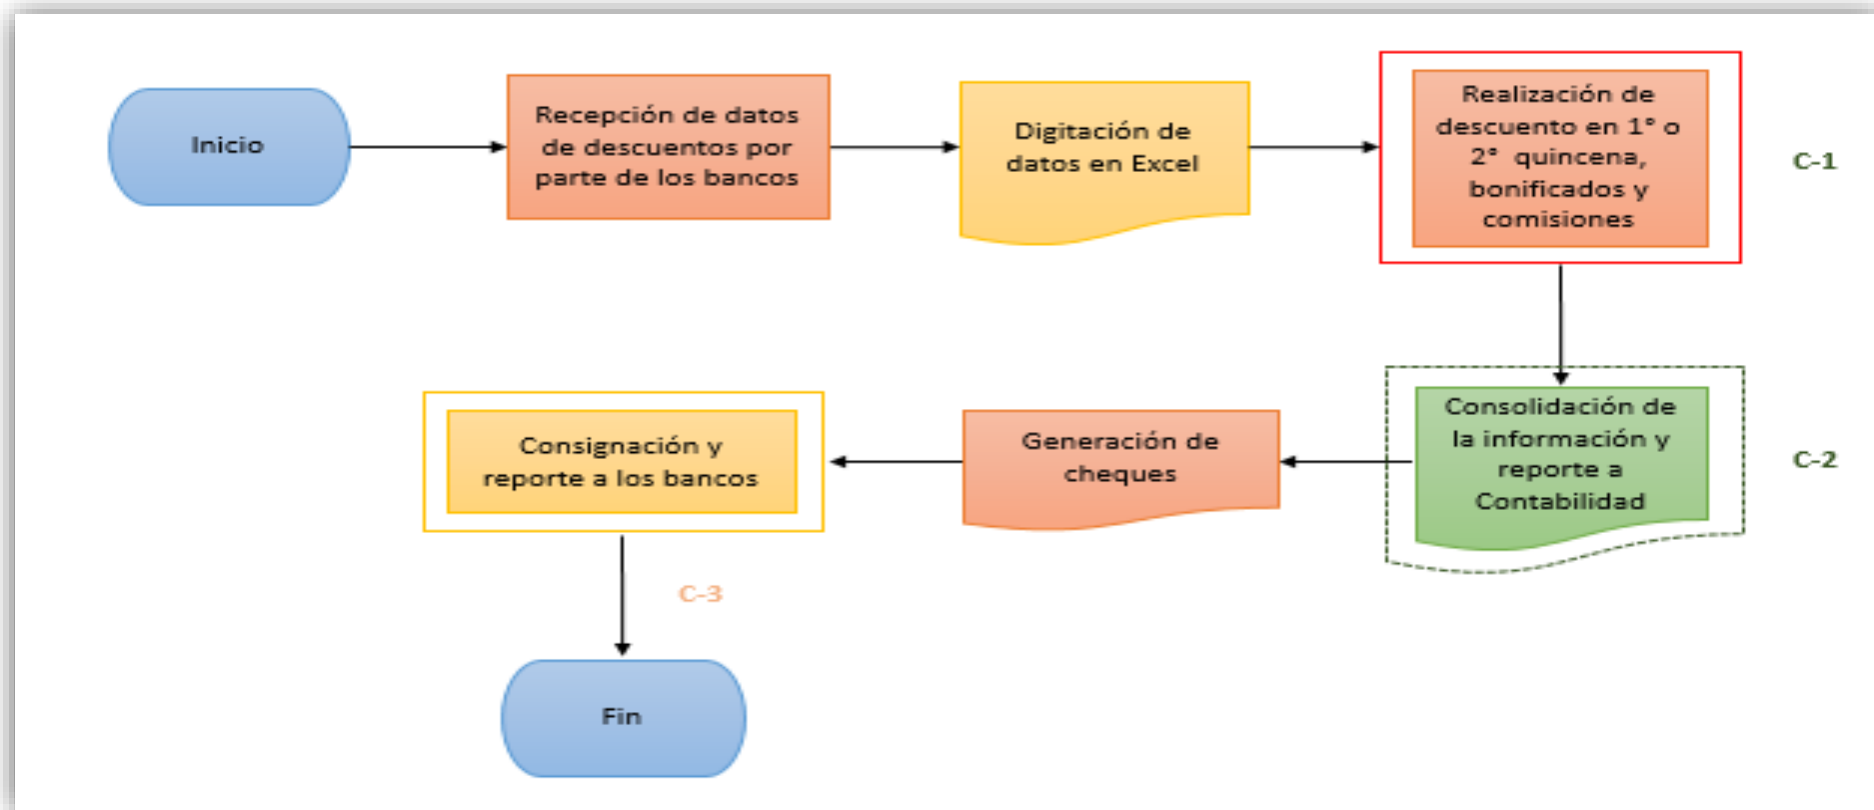 Inicio
Recepción de datos
de descuentos por
parte de los bancos
Digitación de
datos en Excel
Realización de
descuento en 1° o
2° quincena,
bonificados y
comisiones
C-1
Consolidación de
la información y
reporte a
Contabilidad
C-2
Generación de
cheques
Consignación y
reporte a los bancos
C-3
Fin